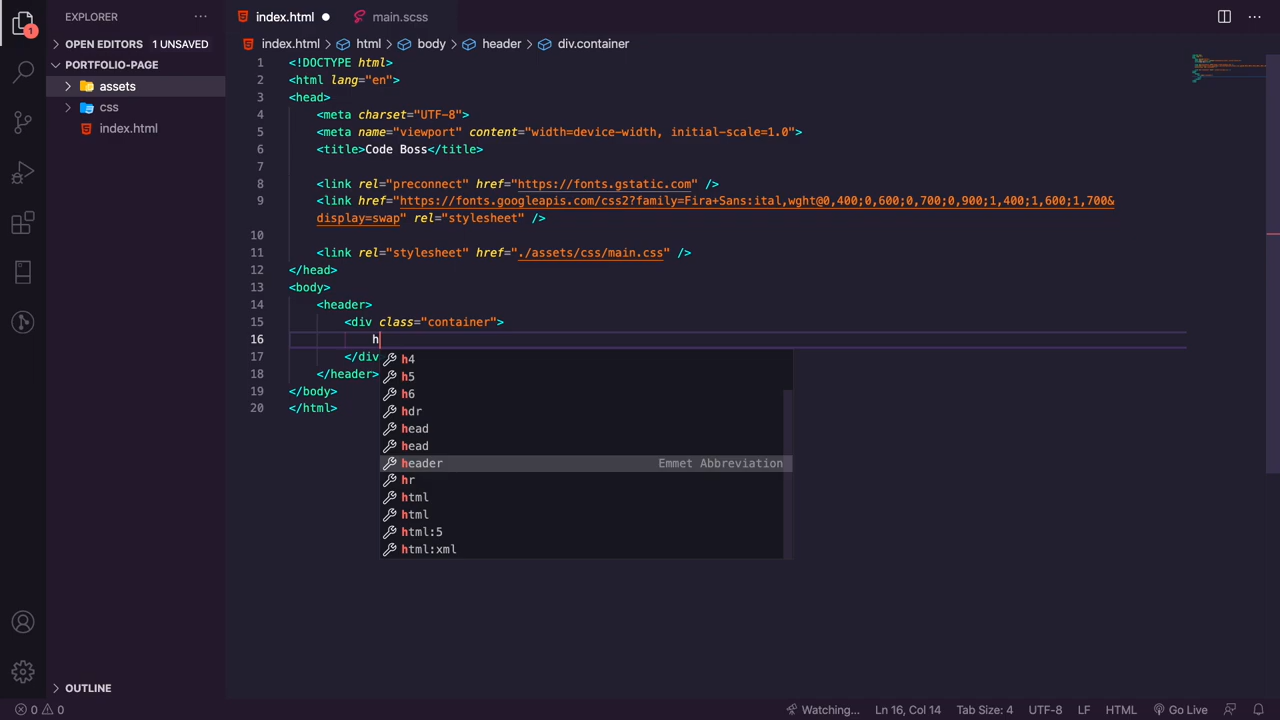 EXPLORER
index.html
main.scss
1
OPEN EDITORS 1 UNSAVED
PORTFOLIO-PAGE
assets
css
index.html
OUTLINE
index.html > html > body > header > div.container
1 <!DOCTYPE html>
2 <html lang="en">
3 <head>
4 <meta charset="UTF-8">
5 <meta name="viewport" content="width=device-width, initial-scale=1.0">
6 <title>Code Boss</title>
7
8 <link rel="preconnect" href="https://fonts.gstatic.com" />
9 <link href="https://fonts.googleapis.com/css2?family=Fira+Sans:ital,wght@0,400;0,600;0,700;0,900;1,400;1,600;1,700&
display=swap" rel="stylesheet" />
10
11 <link rel="stylesheet" href="./assets/css/main.css" />
12 </head>
13 <body>
14 <header>
15 <div class="container">
16 h
17 </div
18 </header>
19 </body>
20 </html>
h4
h5
h6
hdr
head
head
header Emmet Abbreviation
hr
html
html
html:5
html:xml
0 0
Watching... Ln 16, Col 14 Tab Size: 4 UTF-8 LF HTML Go Live